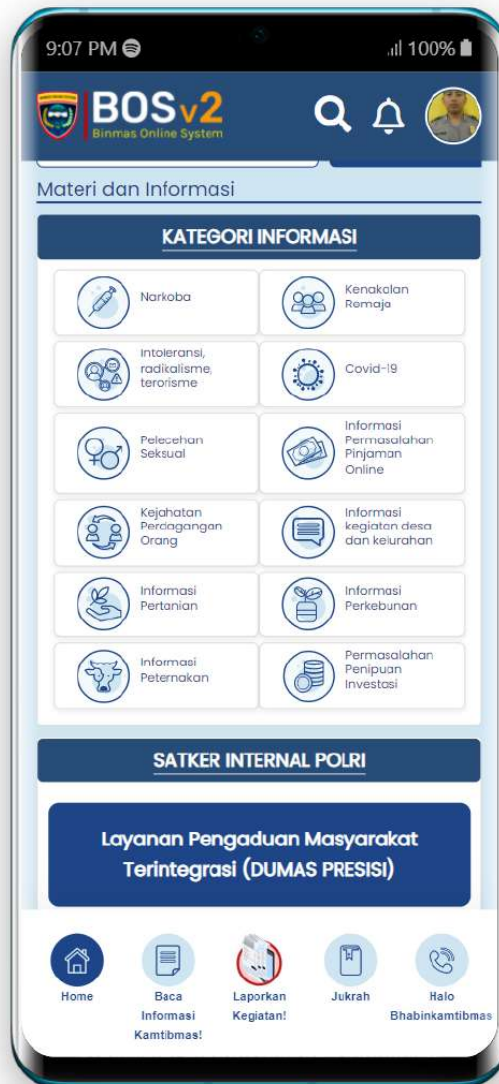 9:07 PM
100%
BOSv2
Binmas Online System
Materi dan Informasi
KATEGORI INFORMASI
Narkoba
Kenakalan
Remaja
Intoleransi,
radikalisme,
terorisme
Covid-19
Pelecehan
Seksual
Informasi
Permasalahan
Pinjaman
Online
Kejahatan
Perdagangan
Orang
Informasi
kegiatan desa
dan kelurahan
Informasi
Pertanian
Informasi
Perkebunan
Informasi
Peternakan
Permasalahan
Penipuan
Investasi
SATKER INTERNAL POLRI
Layanan Pengaduan Masyarakat
Terintegrasi (DUMAS PRESISI)
Home
Baca
Informasi
Kamtibmas!
Laporkan
Kegiatan!
Jukrah
Halo
Bhabinkamtibmas